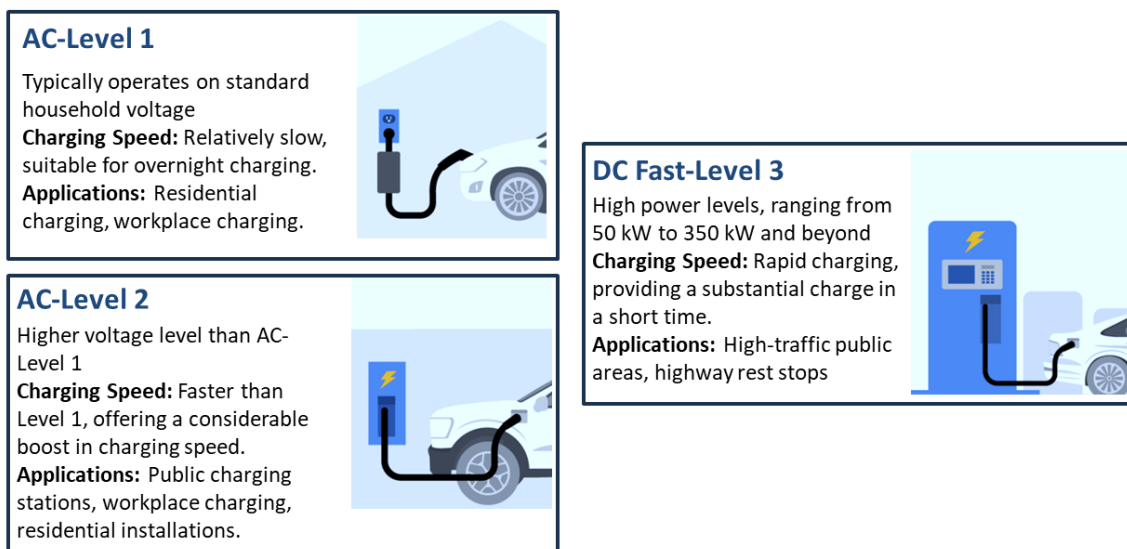 AC-Level 1
Typically operates on standard
household voltage
Charging Speed: Relatively slow,
suitable for overnight charging.
Applications: Residential
charging, workplace charging.
AC-Level 2
Higher voltage level than AC-
Level 1
Charging Speed: Faster than
Level 1, offering a considerable
boost in charging speed.
Applications: Public charging
stations, workplace charging,
residential installations.
DC Fast-Level 3
High power levels, ranging from
50 kW to 350 kW and beyond
Charging Speed: Rapid charging,
providing a substantial charge in
a short time.
Applications: High-traffic public
areas, highway rest stops